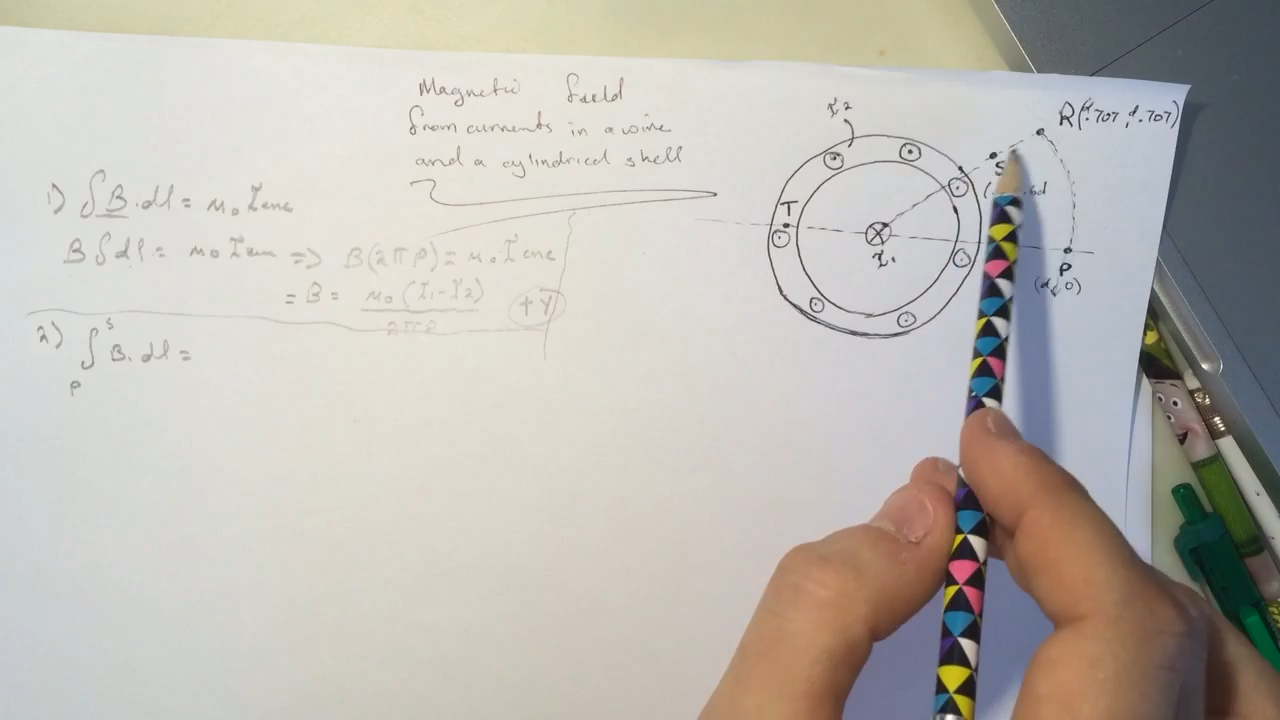 Magnetic field
from currents in a wire
and a cylindrical shell
1) ∫ B. dl = μ₀ Ienc
B ∫ dl = μ₀ Ienc => B(2πρ) = μ₀ Ienc
= B = μ₀ (I₁ - I₂) / 2πρ +Y
2) ∫ₚˢ B. dl =
I2
R(d.707, d.707)
S
( .6d
T
I₁
P
(d, 0)